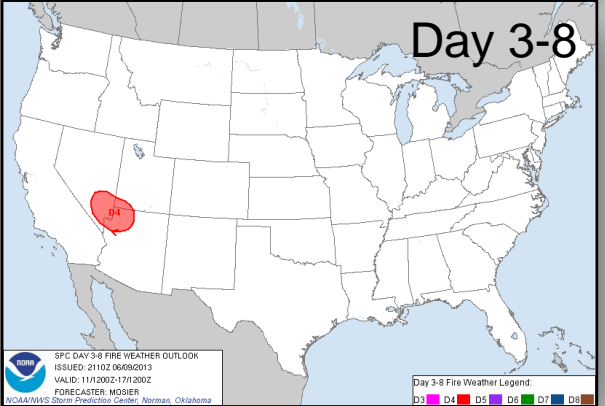 Day 3-8
D4
NOAA
SPC DAY 3-8 FIRE WEATHER OUTLOOK
ISSUED: 2110Z 06/09/2013
VALID: 11/1200Z-17/1200Z
FORECASTER: MOSIER
NOAA/NWS Storm Prediction Center, Norman, Oklahoma
Day 3-8 Fire Weather Legend:
D3 D4 D5 D6 D7 D8